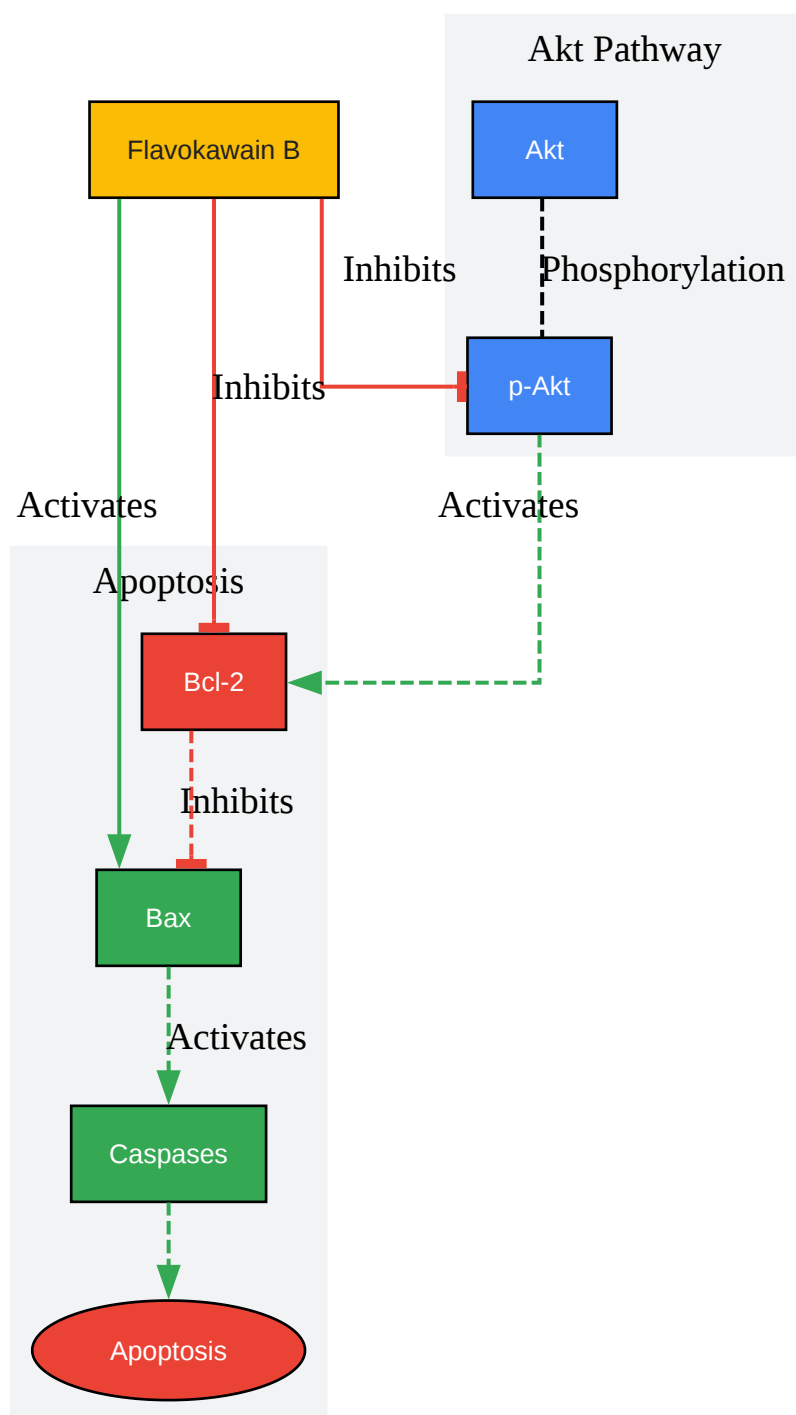 Akt Pathway
Flavokawain B
Akt
Inhibits
Phosphorylation
Inhibits
p-Akt
Activates
Activates
Apoptosis
Bcl-2
Inhibits
Bax
Activates
Caspases
Apoptosis